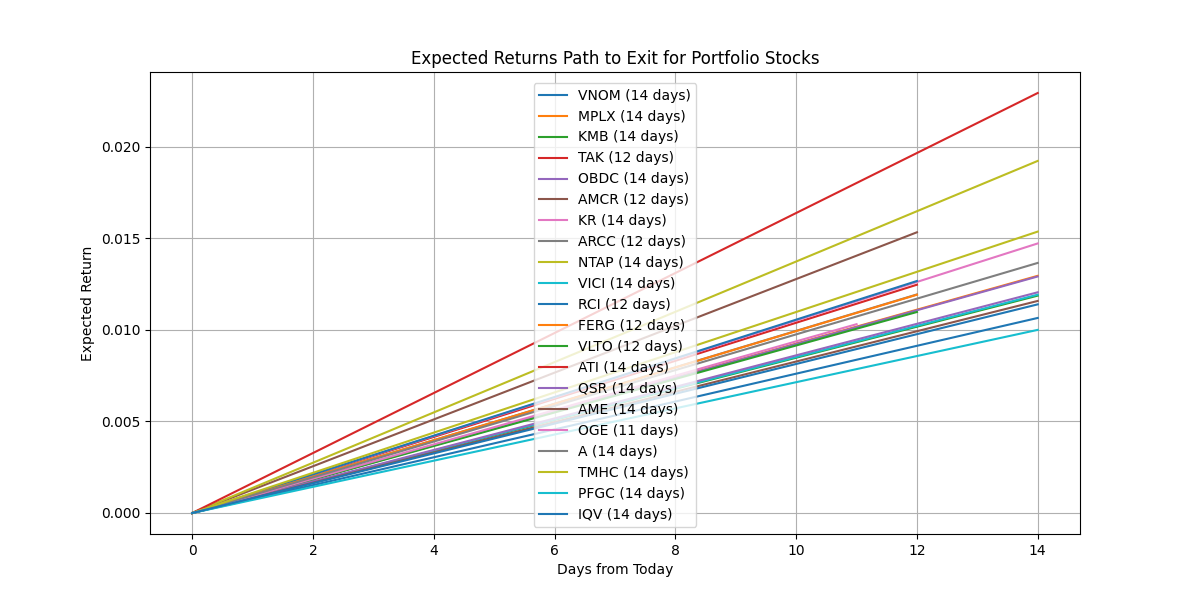 Expected Returns Path to Exit for Portfolio Stocks
Expected Return
0.020
0.015
0.010
0.005
0.000
VNOM (14 days)
MPLX (14 days)
KMB (14 days)
TAK (12 days)
OBDC (14 days)
AMCR (12 days)
KR (14 days)
ARCC (12 days)
NTAP (14 days)
VICI (14 days)
RCI (12 days)
FERG (12 days)
VLTO (12 days)
ATI (14 days)
QSR (14 days)
AME (14 days)
OGE (11 days)
A (14 days)
TMHC (14 days)
PFGC (14 days)
IQV (14 days)
0 2 4 6 8 10 12 14
Days from Today